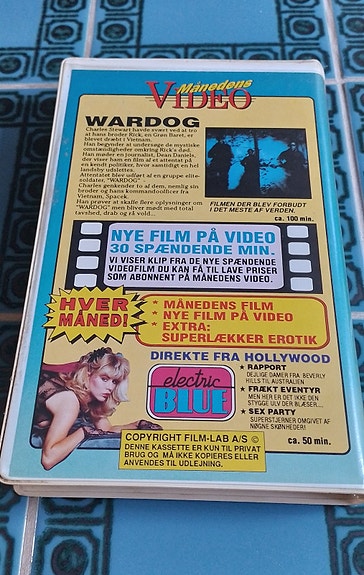 Månedens
VIDEO
WARDOG
Charles Stewart havde svært ved at tro
at hans broder Rick, en Grøn Baret, er
blevet dræbt i Vietnam.
Han begynder at undersøge de mystiske
omstændigheder omkring Rick's død.
Han møder en journalist, Dean Daniels,
der viser ham en film af et attentat på
en kendt politiker, hvor samtidig en hel
landsby udslettes.
Attentatet blev udført af en gruppe elite-
soldater, "WARDOG"
Charles genkender to af dem, nemlig sin
broder og hans kommandoofficer fra
Vietnam, Spacek.
Han prøver at skaffe flere oplysninger om
"WARDOG" men bliver mødt med total
tavshed, drab og rå vold...
FILMEN DER BLEV FORBUDT
I DET MESTE AF VERDEN.
ca. 100 min.
NYE FILM PÅ VIDEO
30 SPÆNDENDE MIN.
VI VISER KLIP FRA DE NYE SPÆNDENDE
VIDEOFILM DU KAN FÅ TIL LAVE PRISER
SOM ABONNENT PÅ MÅNEDENS VIDEO.
HVER
MÅNED!
* MÅNEDENS FILM
* NYE FILM PÅ VIDEO
* EXTRA:
SUPERLÆKKER EROTIK
DIREKTE FRA HOLLYWOOD
electric
BLUE
★ RAPPORT
DEJLIGE DAMER FRA BEVERLY
HILLS TIL AUSTRALIEN
★ FRÆKT EVENTYR
MEN HER ER DET IKKE DEN
STYGGE ULV DER BLÆSER....
★ SEX PARTY
SUPERSTJERNER OMGIVET AF
NØGNE SKØNHEDER!
ca. 50 min.
COPYRIGHT FILM-LAB A/S ©
DENNE KASSETTE ER KUN TIL PRIVAT
BRUG OG MÅ IKKE KOPIERES ELLER
ANVENDES TIL UDLEJNING.